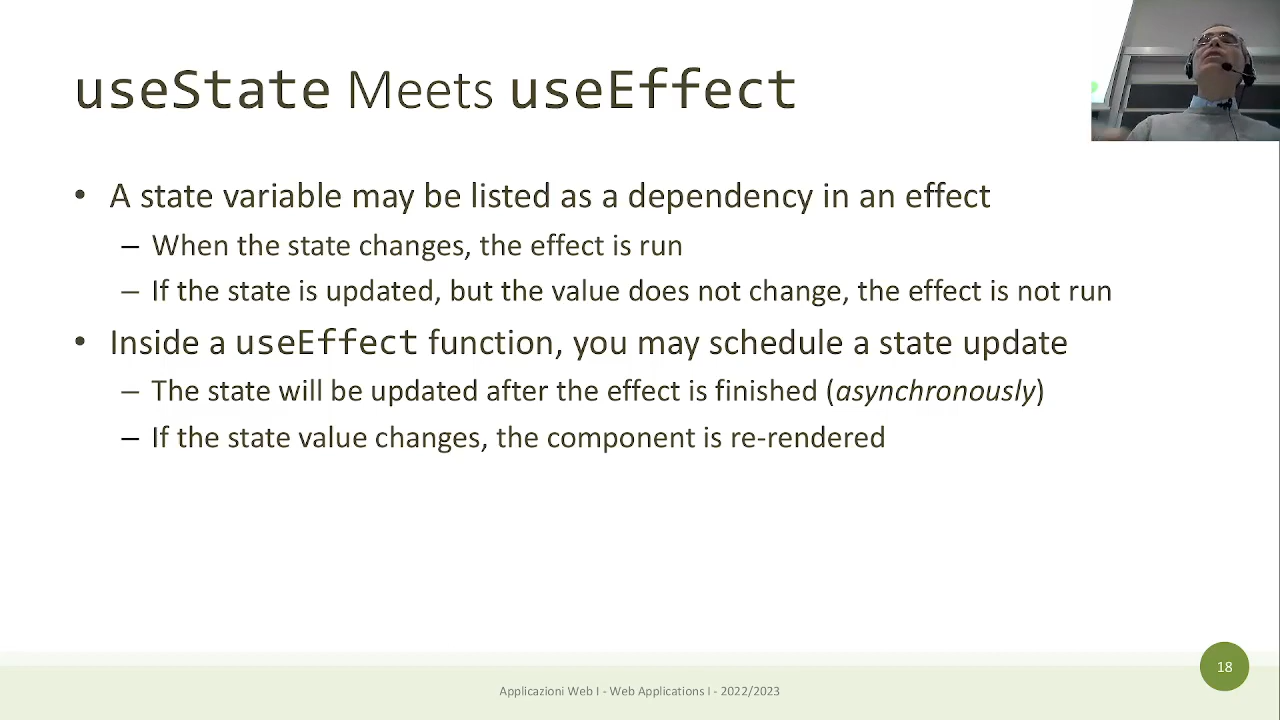 useState Meets useEffect
• A state variable may be listed as a dependency in an effect
– When the state changes, the effect is run
– If the state is updated, but the value does not change, the effect is not run
• Inside a useEffect function, you may schedule a state update
– The state will be updated after the effect is finished (asynchronously)
– If the state value changes, the component is re-rendered
18
Applicazioni Web I - Web Applications I - 2022/2023